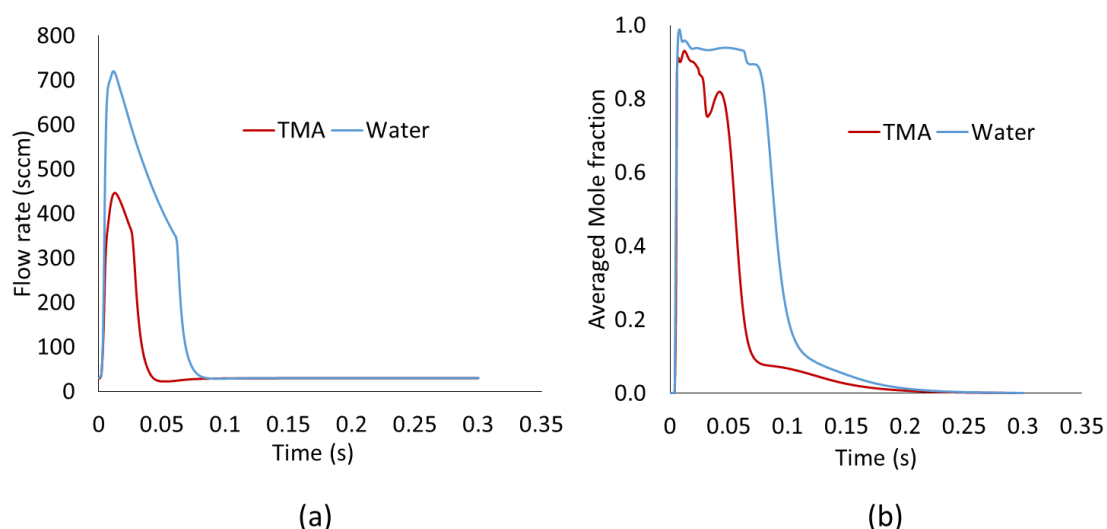 800
700
600
500
400
300
200
100
0
Flow rate (sccm)
TMA Water
0 0.05 0.1 0.15 0.2 0.25 0.3 0.35
Time (s)
(a)
1.0
0.8
0.6
0.4
0.2
0.0
Averaged Mole fraction
TMA Water
0 0.05 0.1 0.15 0.2 0.25 0.3 0.35
Time (s)
(b)